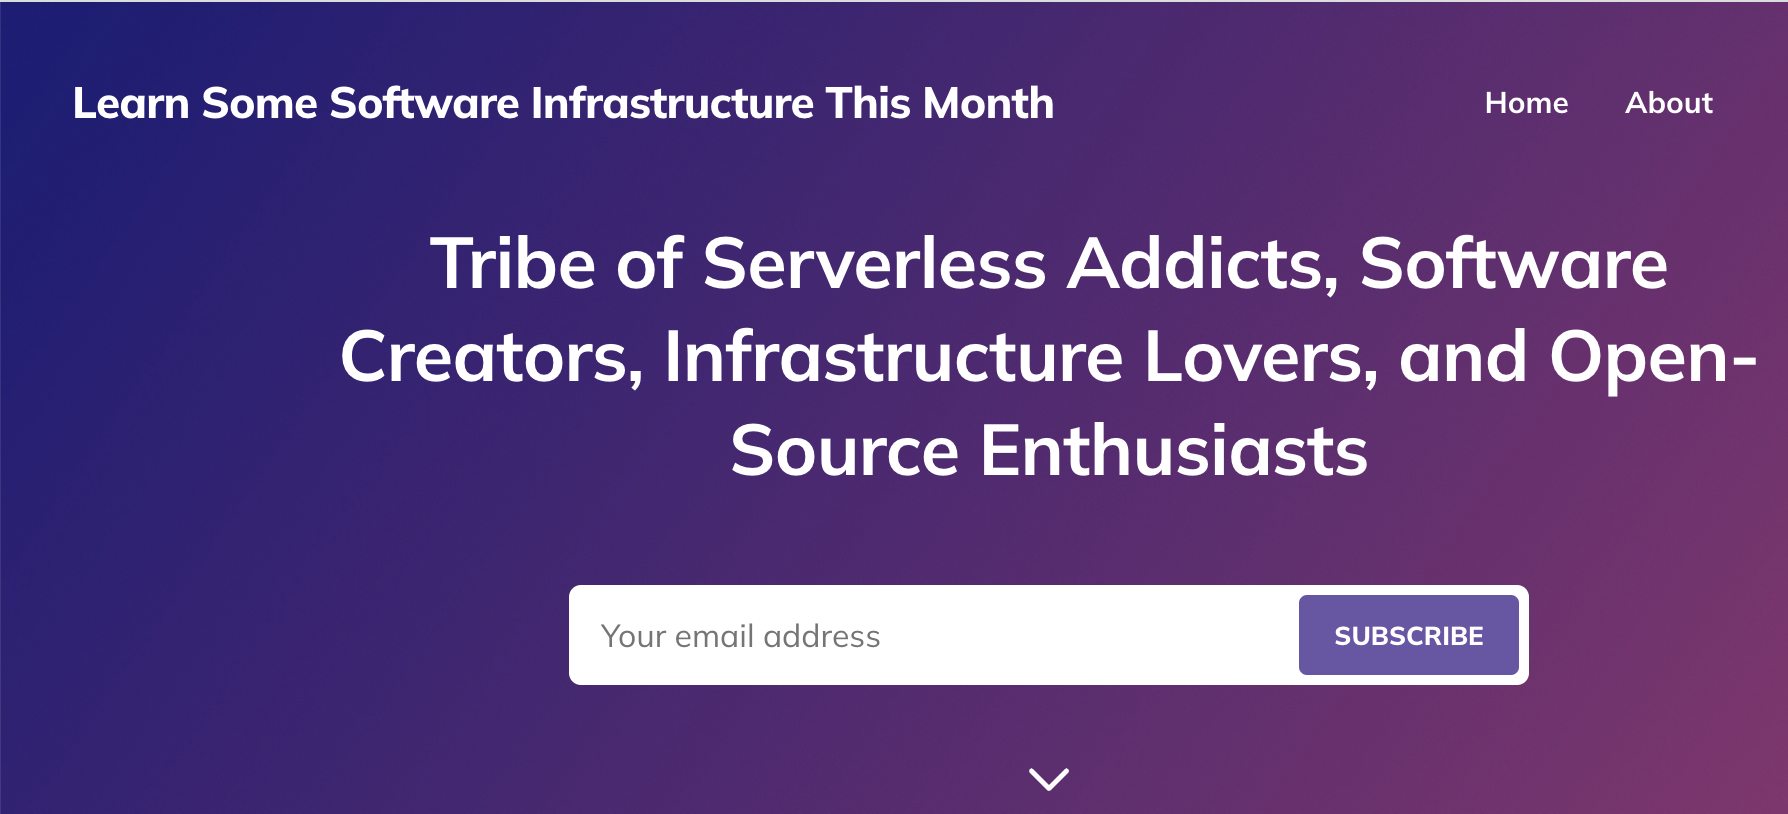 Learn Some Software Infrastructure This Month
Home About
Tribe of Serverless Addicts, Software
Creators, Infrastructure Lovers, and Open-
Source Enthusiasts
Your email address
SUBSCRIBE